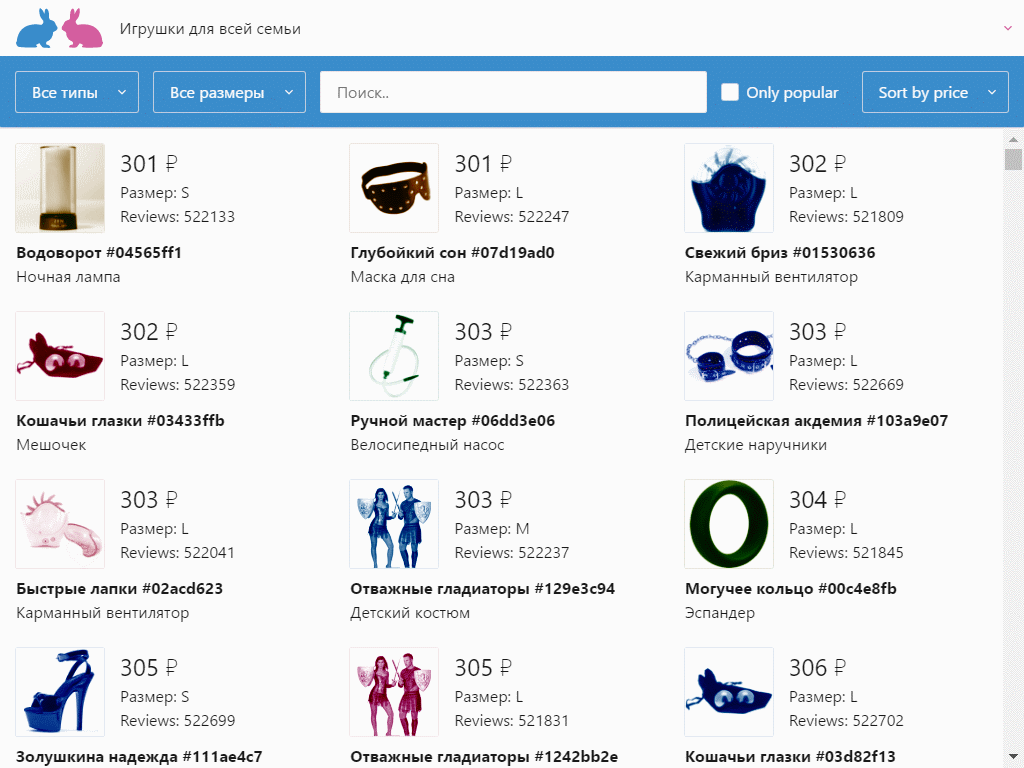 Игрушки для всей семьи
Все типы
Все размеры
Поиск..
Only popular
Sort by price
301 ₽
Размер: S
Reviews: 522133
Водоворот #04565ff1
Ночная лампа
301 ₽
Размер: L
Reviews: 522247
Глубойкий сон #07d19ad0
Маска для сна
302 ₽
Размер: L
Reviews: 521809
Свежий бриз #01530636
Карманный вентилятор
302 ₽
Размер: L
Reviews: 522359
Кошачьи глазки #03433ffb
Мешочек
303 ₽
Размер: S
Reviews: 522363
Ручной мастер #06dd3e06
Велосипедный насос
303 ₽
Размер: L
Reviews: 522669
Полицейская акдемия #103a9e07
Детские наручники
303 ₽
Размер: L
Reviews: 522041
Быстрые лапки #02acd623
Карманный вентилятор
303 ₽
Размер: M
Reviews: 522237
Отважные гладиаторы #129e3c94
Детский костюм
304 ₽
Размер: L
Reviews: 521845
Могучее кольцо #00c4e8fb
Эспандер
305 ₽
Размер: S
Reviews: 522699
Золушкина надежда #111ae4c7
305 ₽
Размер: L
Reviews: 521831
Отважные гладиаторы #1242bb2e
306 ₽
Размер: L
Reviews: 522702
Кошачьи глазки #03d82f13